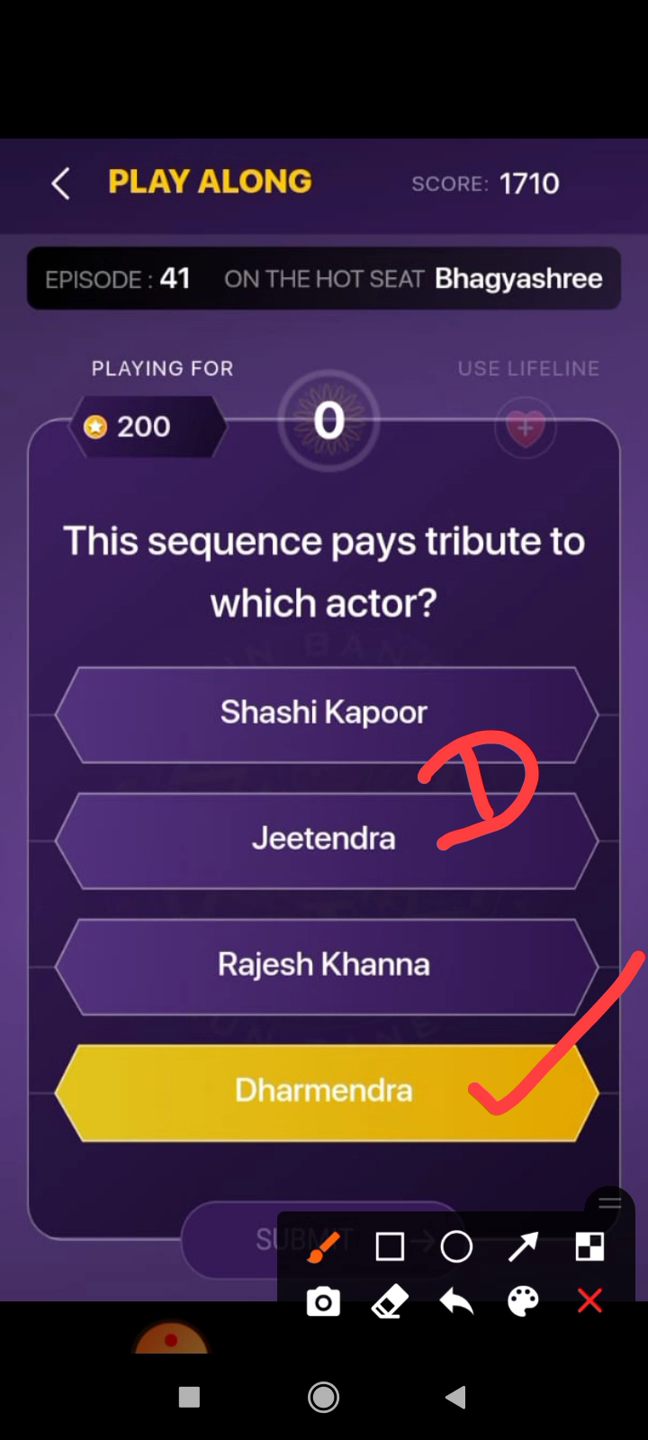 PLAY ALONG
SCORE: 1710
EPISODE : 41 ON THE HOT SEAT Bhagyashree
PLAYING FOR
USE LIFELINE
200
0
This sequence pays tribute to
which actor?
Shashi Kapoor
D
Jeetendra
Rajesh Khanna
Dharmendra
SUBMIT